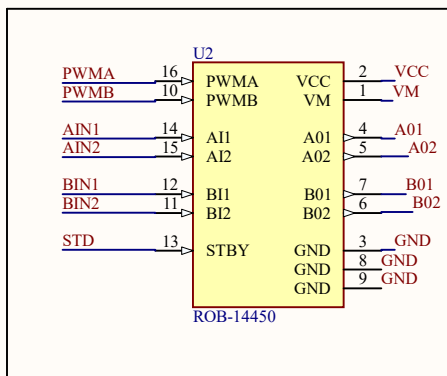 U2
PWMA 16 PWMA VCC 2 VCC
PWMB 10 PWMB VM 1 VM
AIN1 14 AI1 A01 4 A01
AIN2 15 AI2 A02 5 A02
BIN1 12 BI1 B01 7 B01
BIN2 11 BI2 B02 6 B02
STD 13 STBY GND 3 GND
GND 8 GND
GND 9 GND
ROB-14450